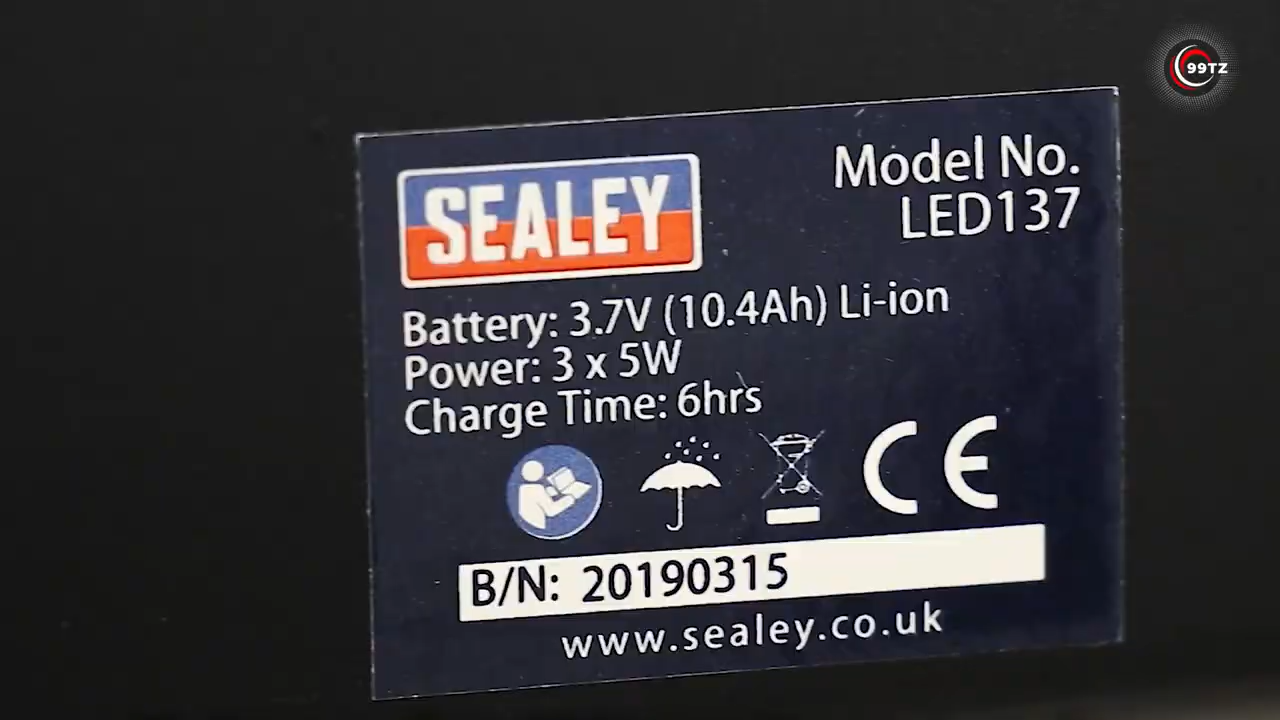 99TZ
SEALEY
Model No.
LED137
Battery: 3.7V (10.4Ah) Li-ion
Power: 3 x 5W
Charge Time: 6hrs
CE
B/N: 20190315
www.sealey.co.uk